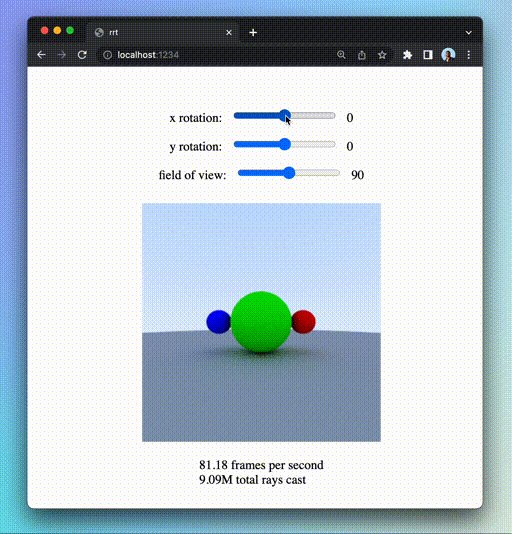 rrt
localhost:1234
x rotation: 0
y rotation: 0
field of view: 90
81.18 frames per second
9.09M total rays cast